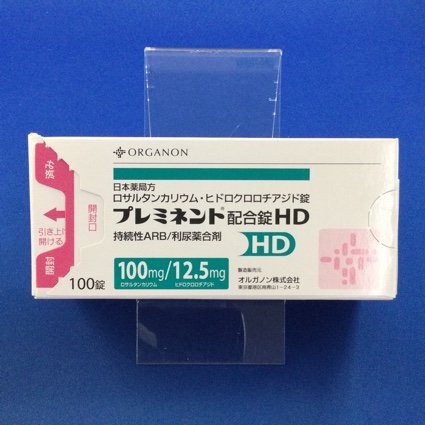 ORGANON
日本薬局方
ロサルタンカリウム・ヒドロクロロチアジド錠
プレミネント®配合錠HD
持続性ARB/利尿薬合剤
HD
100mg/12.5mg
ロサルタンカリウム ヒドロクロロチアジド
製造販売元
オルガノン株式会社
東京都港区南青山1-24-3
100錠
開封済み
開封口
引き上げ
開ける